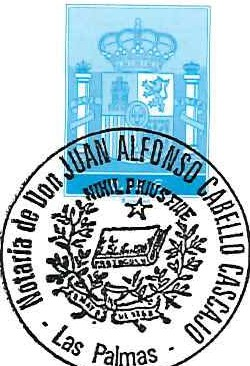 Notaría de Don JUAN ALFONSO CABELLO CASCAJO
NIHIL PRIUS FIDE
- Las Palmas -